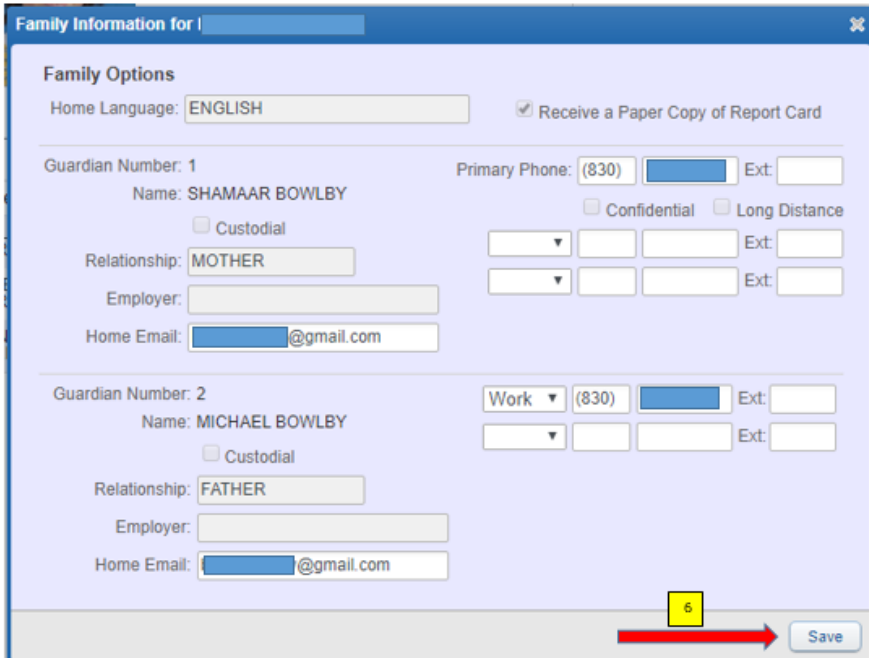 Family Information for
Family Options
Home Language: ENGLISH
Receive a Paper Copy of Report Card
Guardian Number: 1
Primary Phone: (830) Ext:
Name: SHAMAAR BOWLBY
Confidential Long Distance
Custodial
Ext:
Relationship: MOTHER
Ext:
Employer:
Home Email: @gmail.com
Guardian Number: 2
Work (830) Ext:
Name: MICHAEL BOWLBY
Ext:
Custodial
Relationship: FATHER
Employer:
Home Email: @gmail.com
6
Save